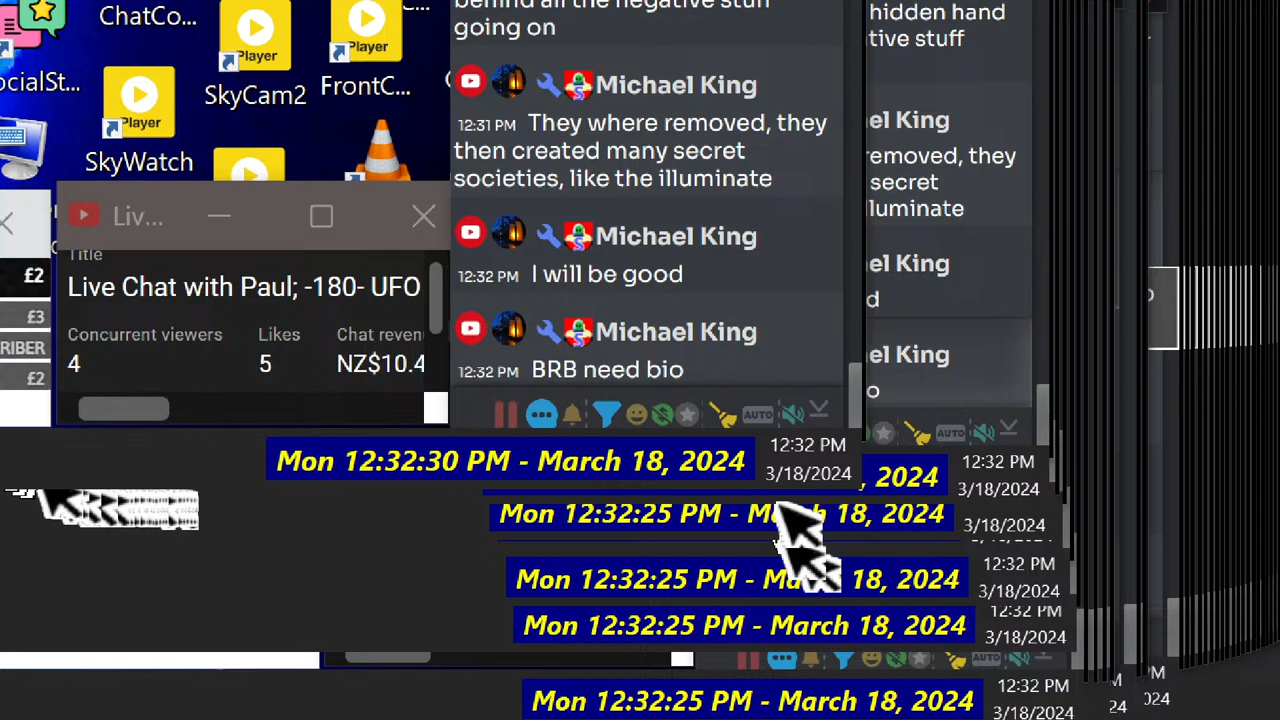 ChatCo...
behind all the negative stuff
going on
hidden hand
tive stuff
Player
Player
ocialSt...
SkyCam2
FrontC...
Player
SkyWatch
Michael King
12:31 PM They where removed, they
then created many secret
societies, like the illuminate
el King
removed, they
secret
luminate
Liv...
Title
Live Chat with Paul; -180- UFO
Concurrent viewers
Likes
Chat reven
4
5
NZ$10.4
£2
£3
RIBER
£2
Michael King
12:32 PM I will be good
el King
d
Michael King
12:32 PM BRB need bio
el King
o
AUTO
AUTO
Mon 12:32:30 PM - March 18, 2024
12:32 PM
3/18/2024
, 2024
12:32 PM
3/18/2024
Mon 12:32:25 PM - M h 18, 2024
3/18/2024
Mon 12:32:25 PM - Ma 18, 2024
12:32 PM
3/18/2024
Mon 12:32:25 PM - March 18, 2024
12:32 PM
3/18/2024
AUTO
Mon 12:32:25 PM - March 18, 2024
12:32 PM
3/18/2024
M
24
PM
024